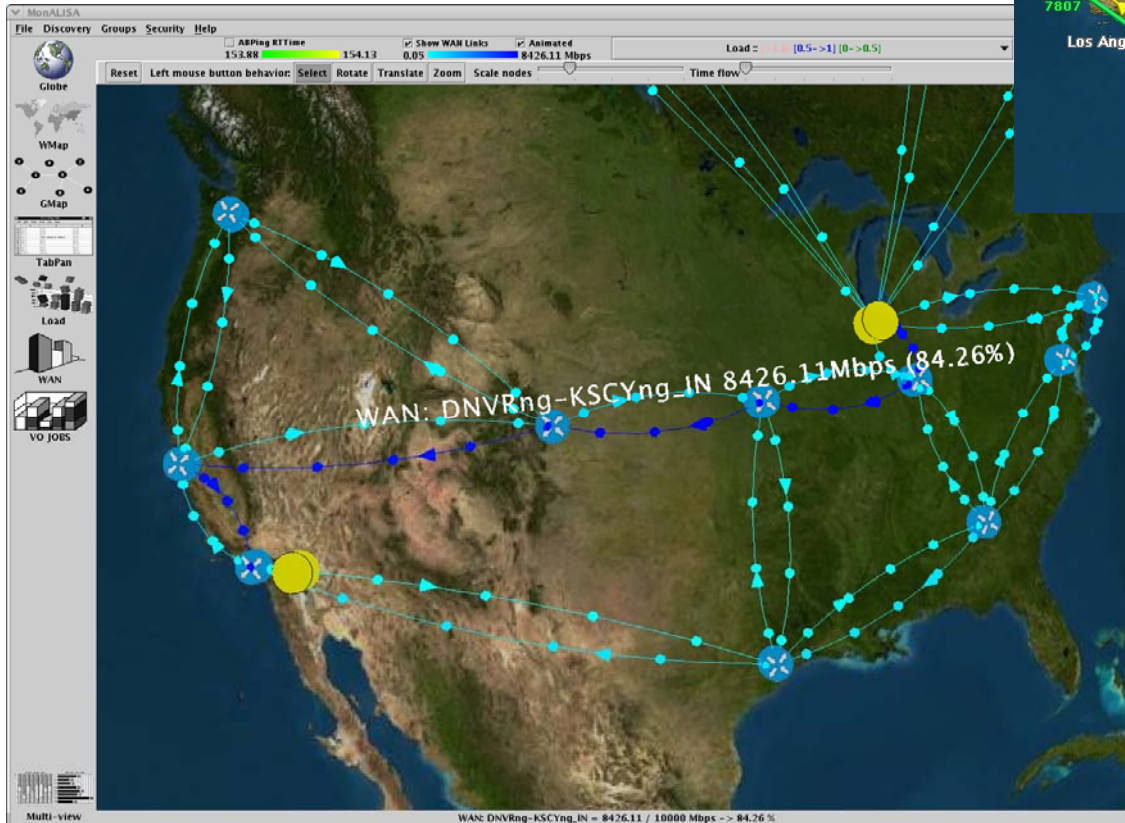 MonALISA
File Discovery Groups Security Help
7807
Los Ang
Globe
WMap
GMap
TabPan
Load
WAN
VO JOBS
Multi-view
ABPing RTTime
153.88 154.13
Show WAN Links Animated
0.05 8426.11 Mbps
Load = [>1.0] [0.5->1] [0->0.5]
Reset Left mouse button behavior: Select Rotate Translate Zoom Scale nodes Time flow
WAN: DNVRng-KSCYng_IN 8426.11Mbps (84.26%)
WAN: DNVRng-KSCYng_IN = 8426.11 / 10000 Mbps -> 84.26 %